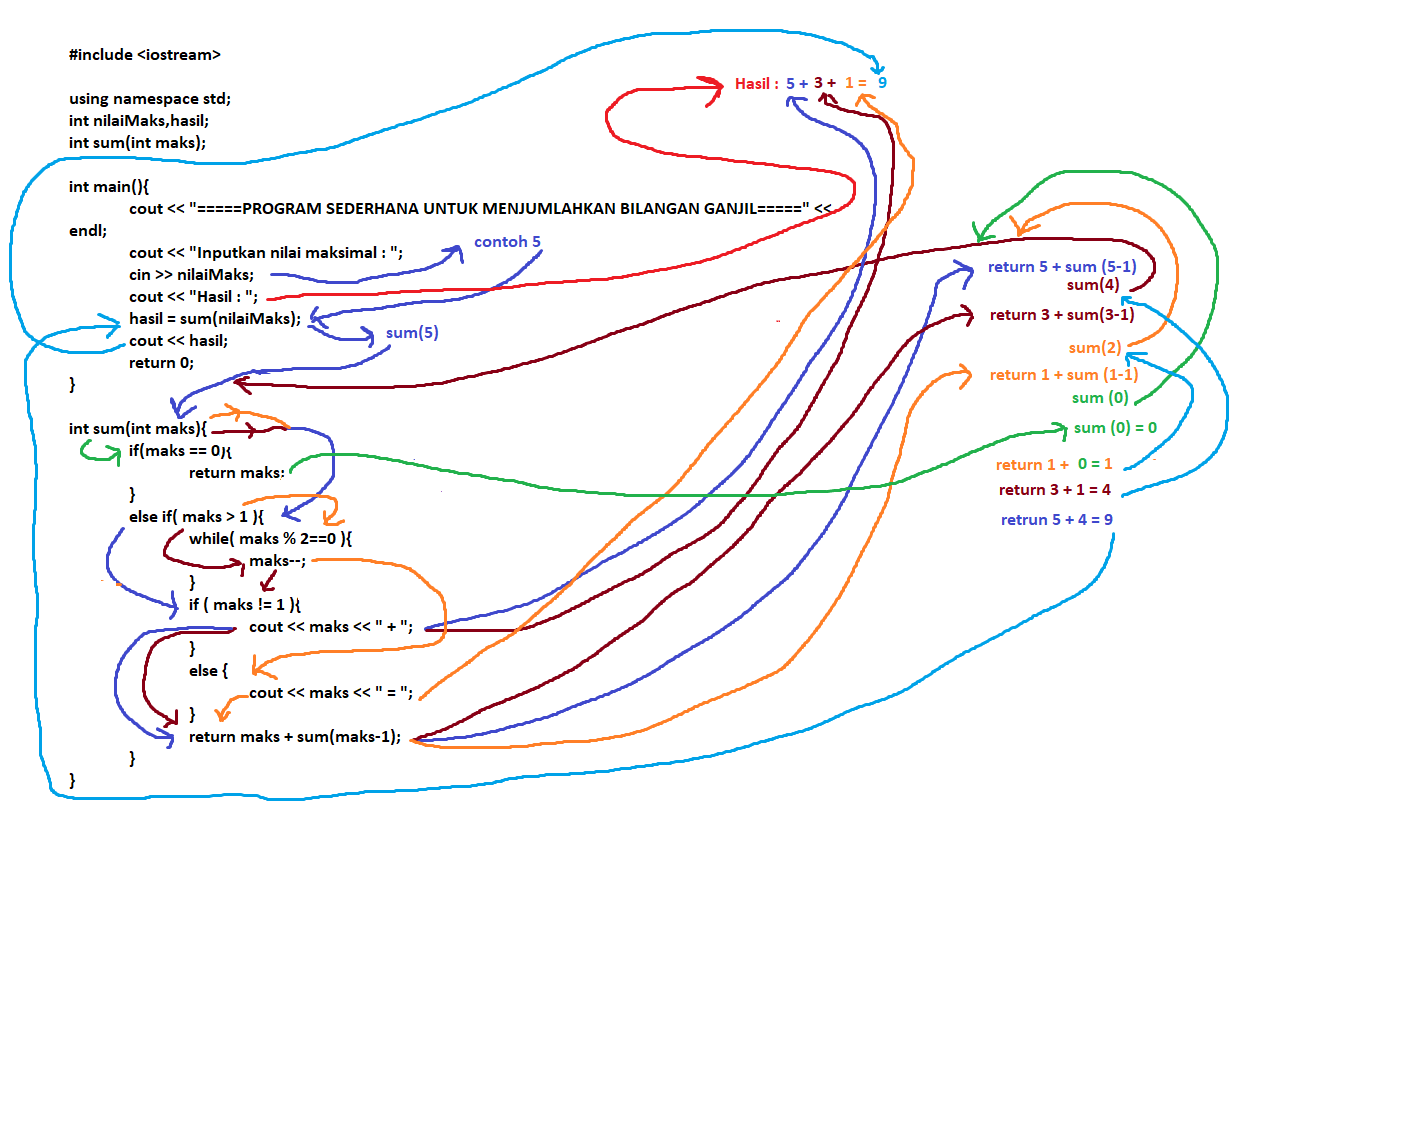 #include <iostream>
Hasil : 5 + 3 + 1 = 9
using namespace std;
int nilaiMaks,hasil;
int sum(int maks);
int main(){
cout << "=====PROGRAM SEDERHANA UNTUK MENJUMLAHKAN BILANGAN GANJIL=====" <<
endl;
cout << "Inputkan nilai maksimal : ";
contoh 5
cin >> nilaiMaks;
cout << "Hasil : ";
hasil = sum(nilaiMaks);
sum(5)
cout << hasil;
return 0;
}
int sum(int maks){
if(maks == 0){
return maks;
}
else if( maks > 1 ){
while( maks % 2==0 ){
maks--;
}
if ( maks != 1 ){
cout << maks << " + ";
}
else {
cout << maks << " = ";
}
return maks + sum(maks-1);
}
}
return 5 + sum (5-1)
sum(4)
return 3 + sum(3-1)
sum(2)
return 1 + sum (1-1)
sum (0)
sum (0) = 0
return 1 + 0 = 1
return 3 + 1 = 4
retrun 5 + 4 = 9